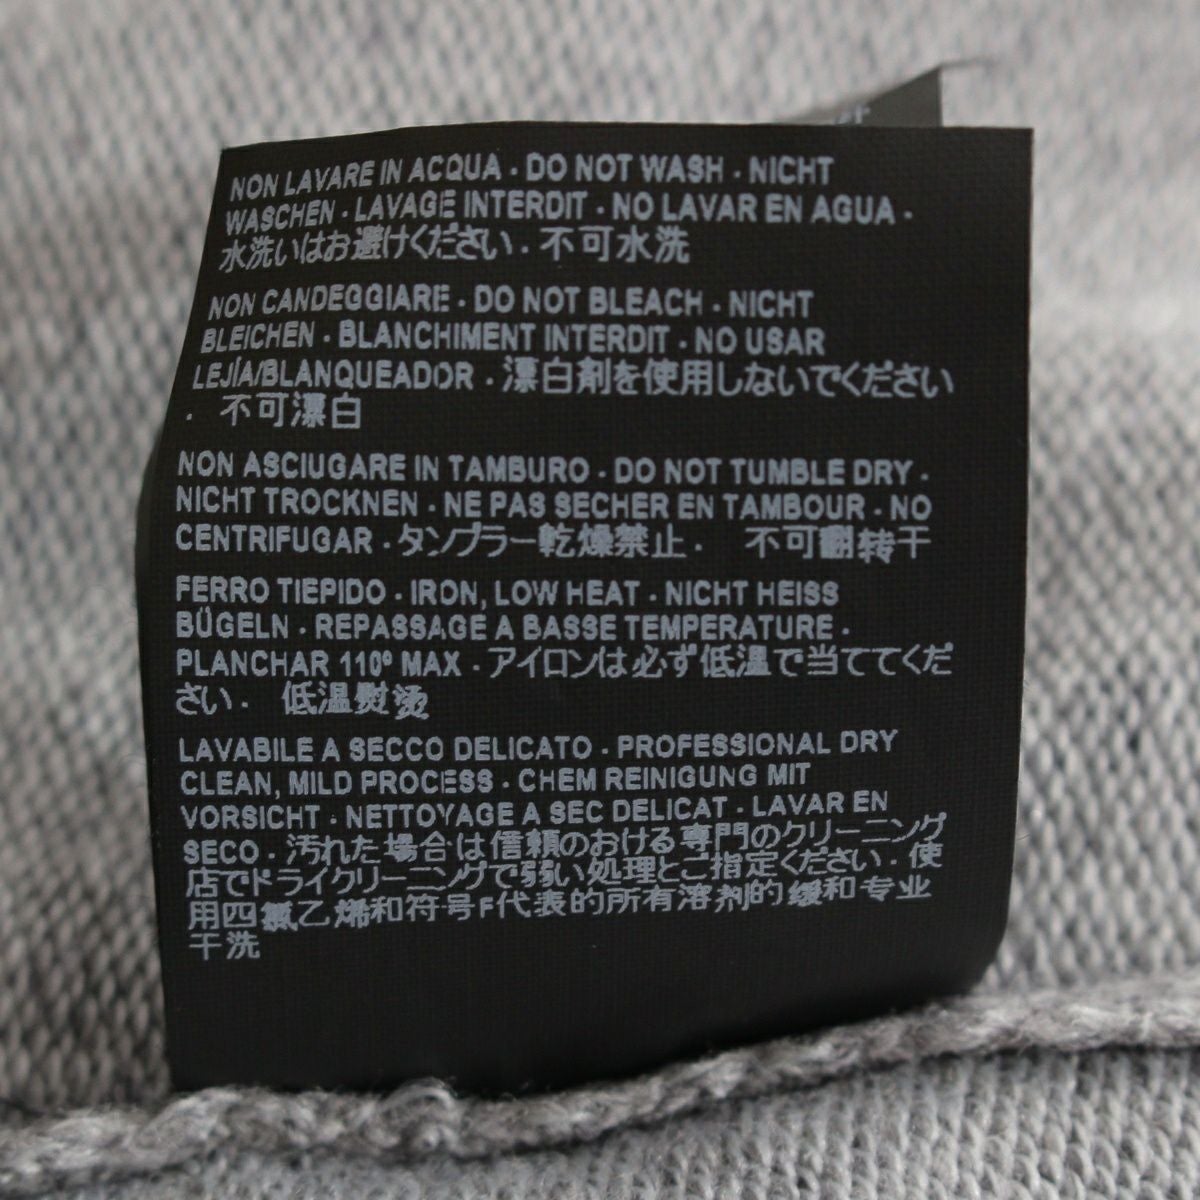 NON LAVARE IN ACQUA · DO NOT WASH · NICHT
WASCHEN · LAVAGE INTERDIT · NO LAVAR EN AGUA ·
水洗いはお避けください · 不可水洗
NON CANDEGGIARE · DO NOT BLEACH · NICHT
BLEICHEN · BLANCHIMENT INTERDIT · NO USAR
LEJÍA/BLANQUEADOR · 漂白剤を使用しないでください
· 不可漂白
NON ASCIUGARE IN TAMBURO · DO NOT TUMBLE DRY ·
NICHT TROCKNEN · NE PAS SECHER EN TAMBOUR · NO
CENTRIFUGAR · タンブラー乾燥禁止 · 不可翻转干
FERRO TIEPIDO · IRON, LOW HEAT · NICHT HEISS
BÜGELN · REPASSAGE A BASSE TEMPERATURE ·
PLANCHAR 110º MAX · アイロンは必ず低温で当ててくだ
さい · 低温熨烫
LAVABILE A SECCO DELICATO · PROFESSIONAL DRY
CLEAN, MILD PROCESS · CHEM REINIGUNG MIT
VORSICHT · NETTOYAGE A SEC DELICAT · LAVAR EN
SECO · 汚れた場合は信頼のおける専門のクリーニング
店でドライクリーニングで弱い処理とご指定ください · 使
用四氯乙烯和符号F代表的所有溶剂的缓和专业
干洗